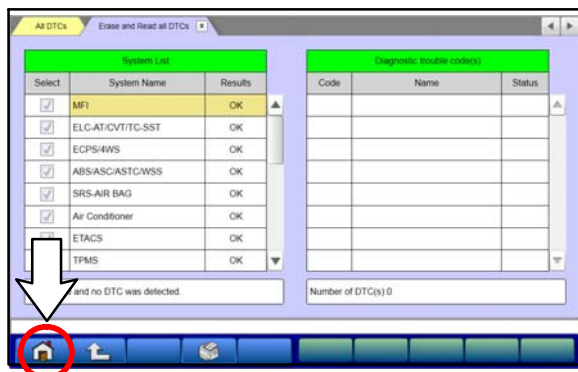 All DTCs
Erase and Read all DTCs
System List
Select System Name Results
MFI OK
ELC-AT/CVT/TC-SST OK
ECPS/4WS OK
ABS/ASC/ASTC/WSS OK
SRS-AIR BAG OK
Air Conditioner OK
ETACS OK
TPMS OK
and no DTC was detected.
Diagnostic trouble code(s)
Code Name Status
Number of DTC(s):0